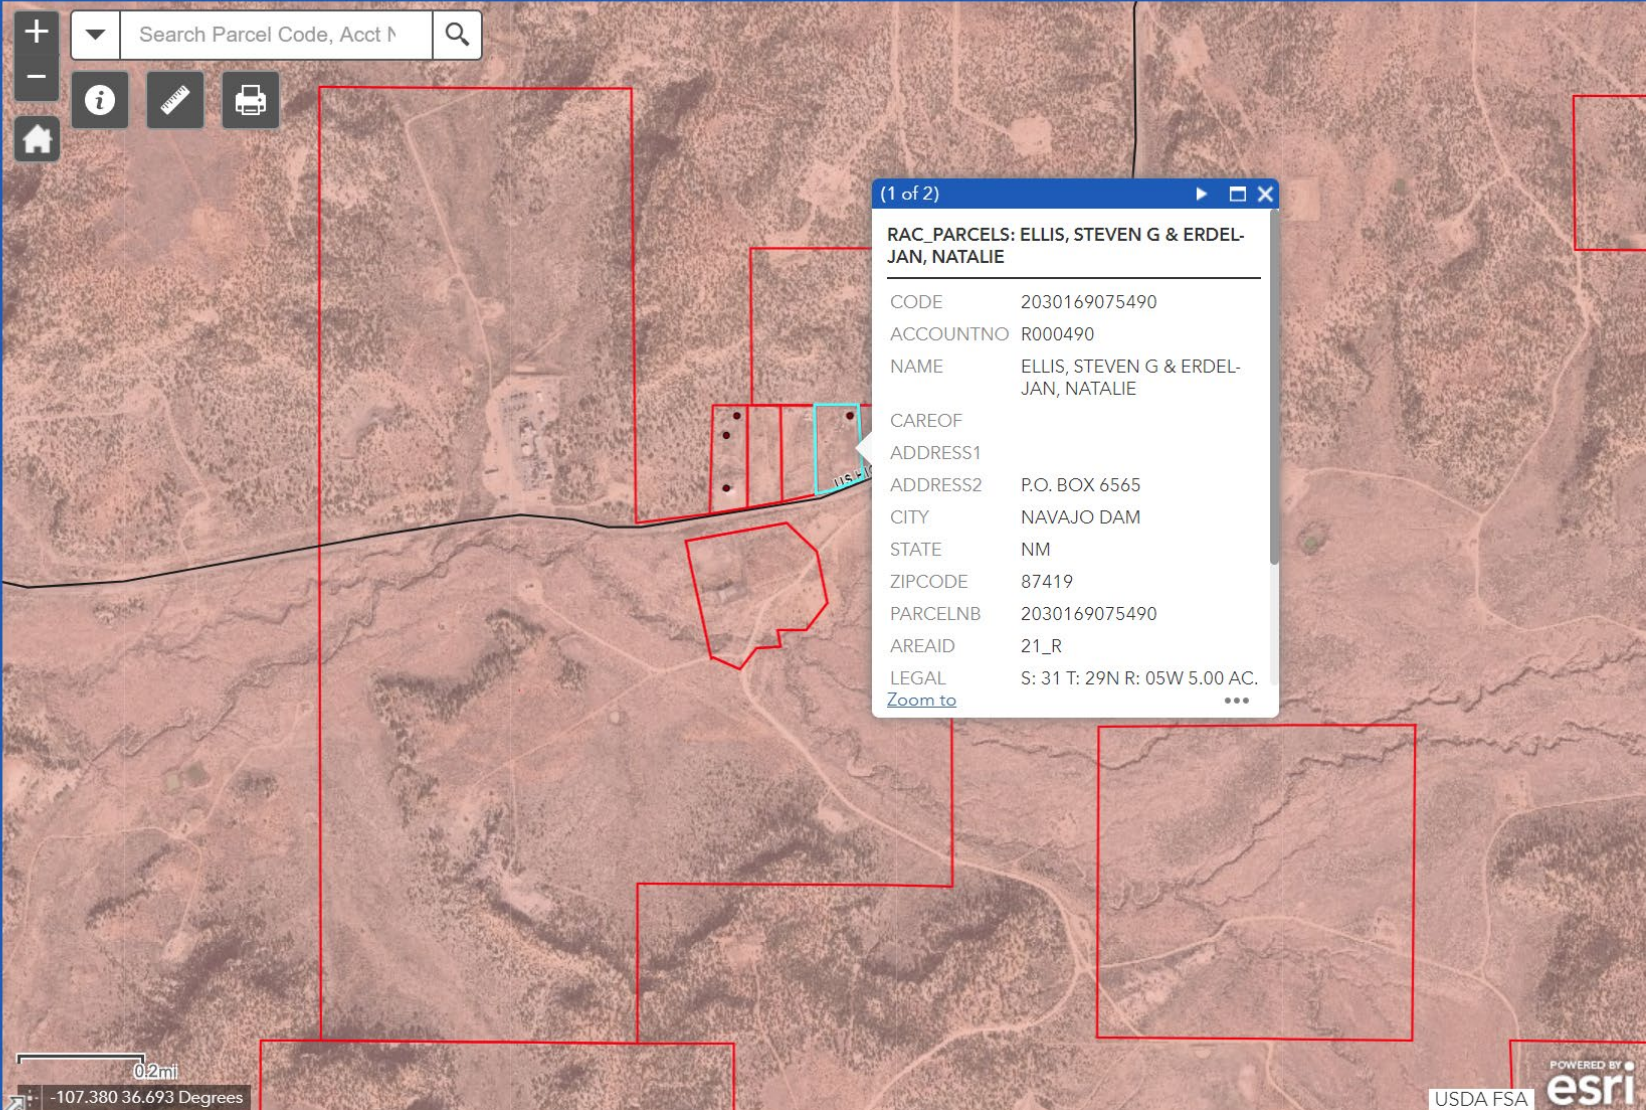 Search Parcel Code, Acct N
(1 of 2)
RAC_PARCELS: ELLIS, STEVEN G & ERDEL-
JAN, NATALIE
CODE 2030169075490
ACCOUNTNO R000490
NAME ELLIS, STEVEN G & ERDEL-
JAN, NATALIE
CAREOF
ADDRESS1
ADDRESS2 P.O. BOX 6565
CITY NAVAJO DAM
STATE NM
ZIPCODE 87419
PARCELNB 2030169075490
AREAID 21_R
LEGAL S: 31 T: 29N R: 05W 5.00 AC.
Zoom to
US
0.2mi
-107.380 36.693 Degrees
USDA FSA
POWERED BY
esri